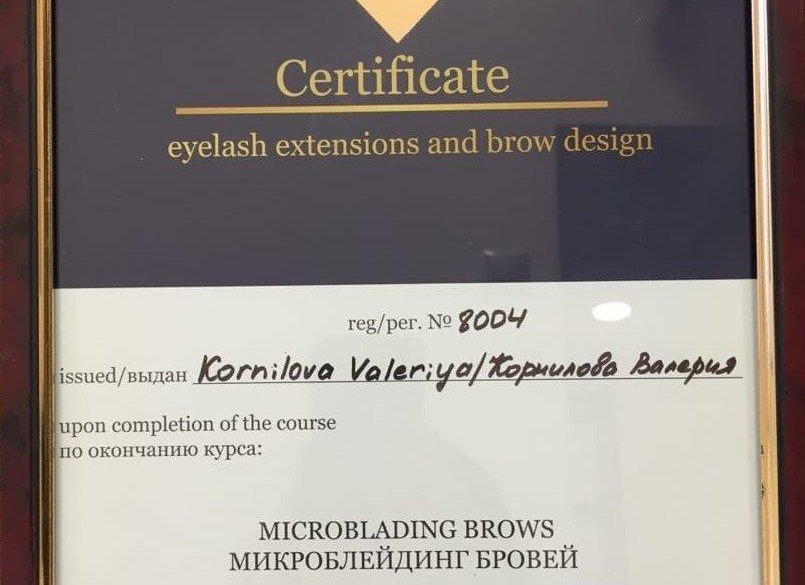 Certificate
eyelash extensions and brow design
reg/рег. № 8004
issued/выдан Kornilova Valeriya/Корнилова Валерия
upon completion of the course
по окончанию курса:
MICROBLADING BROWS
МИКРОБЛЕЙДИНГ БРОВЕЙ